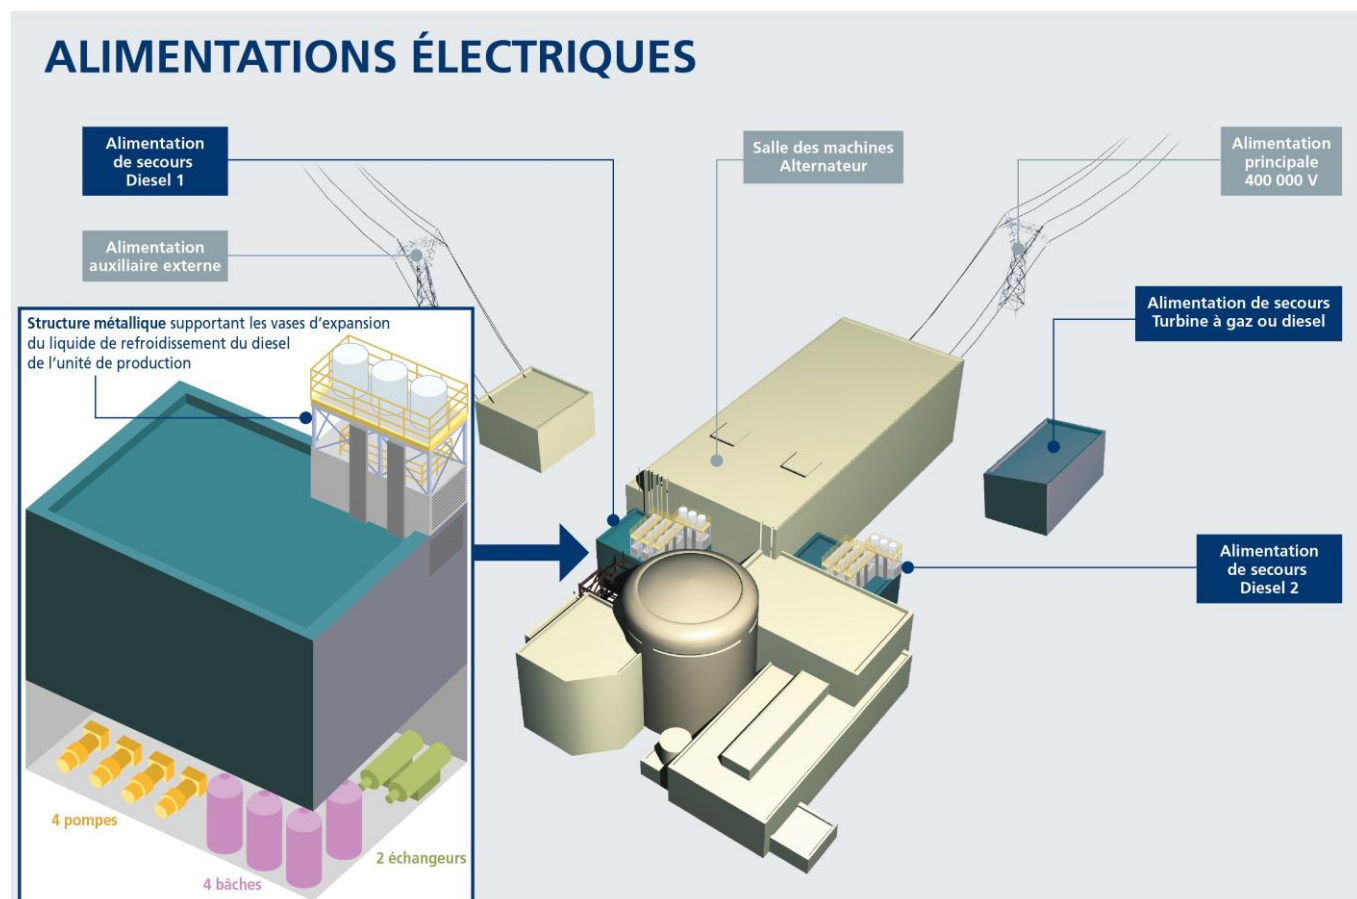 ALIMENTATIONS ÉLECTRIQUES
Alimentation
de secours
Diesel 1
Salle des machines
Alternateur
Alimentation
principale
400 000 V
Alimentation
auxiliaire externe
Alimentation de secours
Turbine à gaz ou diesel
Structure métallique supportant les vases d’expansion
du liquide de refroidissement du diesel
de l’unité de production
Alimentation
de secours
Diesel 2
4 pompes
4 bâches
2 échangeurs